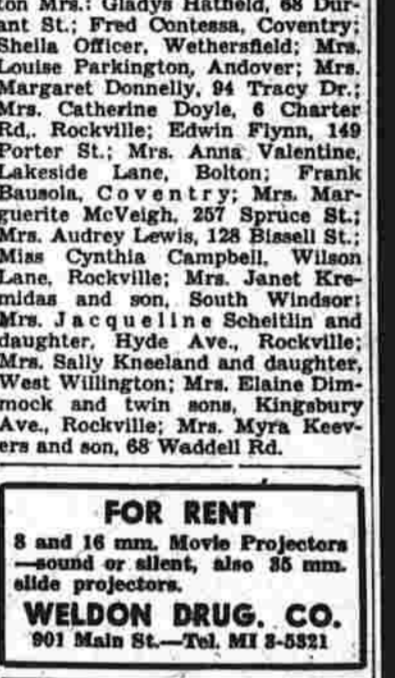 ton Mrs.: Gladys Hatheld, 68 Dur-
ant St.; Fred Contessa, Coventry;
Sheila Officer, Wethersfield; Mrs.
Louise Parkington, Andover; Mrs.
Margaret Donnelly, 94 Tracy Dr.;
Mrs. Catherine Doyle, 6 Charter
Rd,. Rockville; Edwin Flynn, 149
Porter St.; Mrs. Anna Valentine,
Lakeside Lane, Bolton; Frank
Bausola, Coventry; Mrs. Mar-
guerite McVeigh, 257 Spruce St.;
Mrs. Audrey Lewis, 128 Bissell St.;
Miss Cynthia Campbell, Wilson
Lane, Rockville; Mrs. Janet Kre-
midas and son, South Windsor;
Mrs. Jacqueline Scheitlin and
daughter, Hyde Ave., Rockville;
Mrs. Sally Kneeland and daughter,
West Willington; Mrs. Elaine Dim-
mock and twin sons, Kingsbury
Ave., Rockville; Mrs. Myra Keev-
ers and son, 68 Waddell Rd.
FOR RENT
8 and 16 mm. Movie Projectors
—sound or silent, also 35 mm.
slide projectors.
WELDON DRUG. CO.
901 Main St.—Tel. MI 3-5321